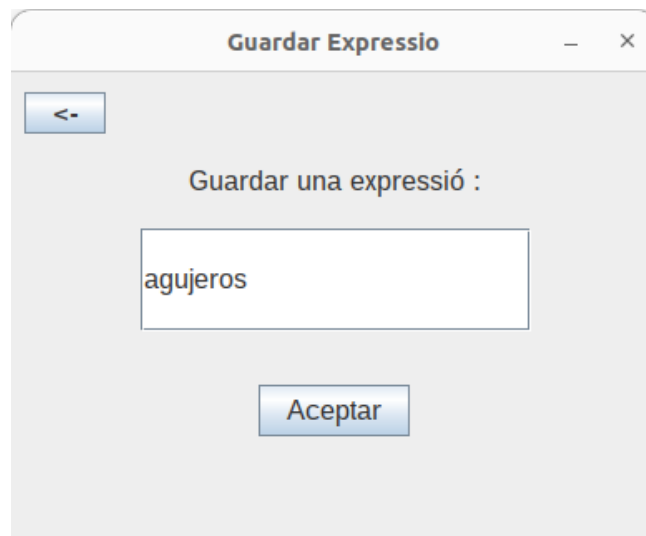 Guardar Expressio
<-
Guardar una expressió :
agujeros
Aceptar